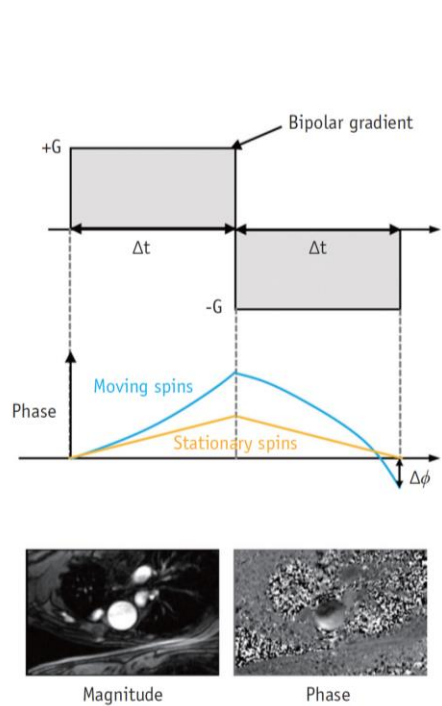 Bipolar gradient
+G
Δt Δt
-G
Moving spins
Phase
Stationary spins
Δϕ
Magnitude Phase